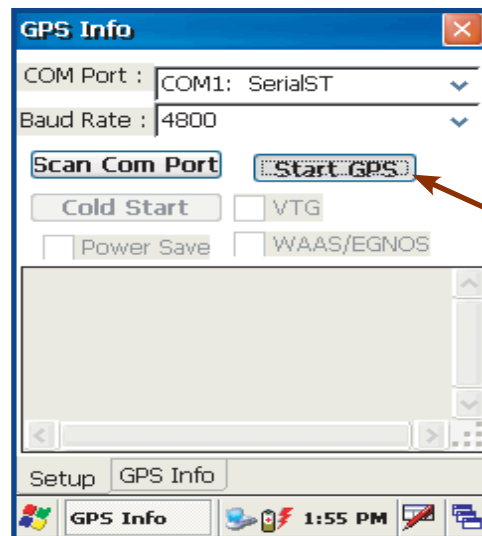 GPS Info
COM Port : COM1: SerialST
Baud Rate : 4800
Scan Com Port Start GPS
Cold Start VTG
Power Save WAAS/EGNOS
Setup GPS Info
GPS Info 1:55 PM